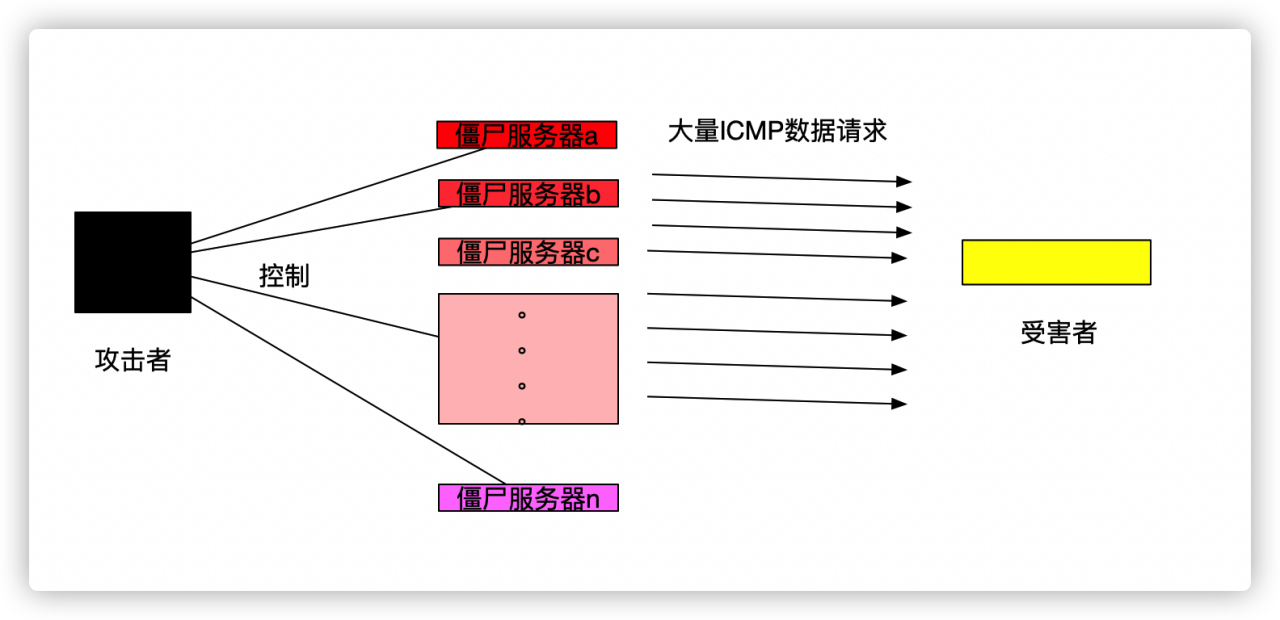 僵尸服务器a
大量ICMP数据请求
僵尸服务器b
僵尸服务器c
控制
攻击者
受害者
。
。
。
。
僵尸服务器n